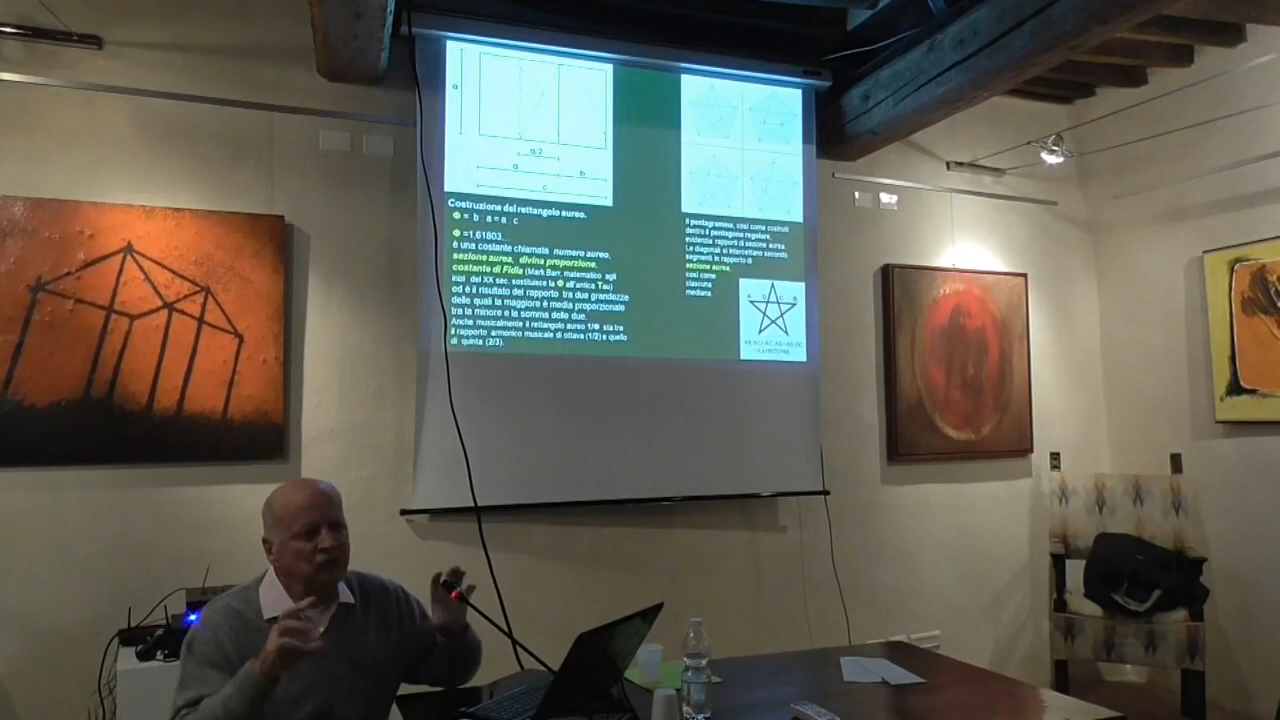 a
a/2
a
b
c
Costruzione del rettangolo aureo.
Φ = b a = a c
Φ =1,61803...
è una costante chiamata numero aureo,
sezione aurea, divina proporzione,
costante di Fidia (Mark Barr, matematico agli
inizi del XX sec. sostituisce la Φ all'antica Tau)
ed è il risultato del rapporto tra due grandezze
delle quali la maggiore è media proporzionale
tra la minore e la somma delle due.
Anche musicalmente il rettangolo aureo 1/Φ sta tra
il rapporto armonico musicale di ottava (1/2) e quello
di quinta (2/3).
Il pentagramma, così come costruiti
dentro il pentagono regolare,
evidenzia rapporti di sezione aurea.
Le diagonali si intercettano secondo
segmenti in rapporto di
sezione aurea,
così come
ciascuna
mediana.
A D C B